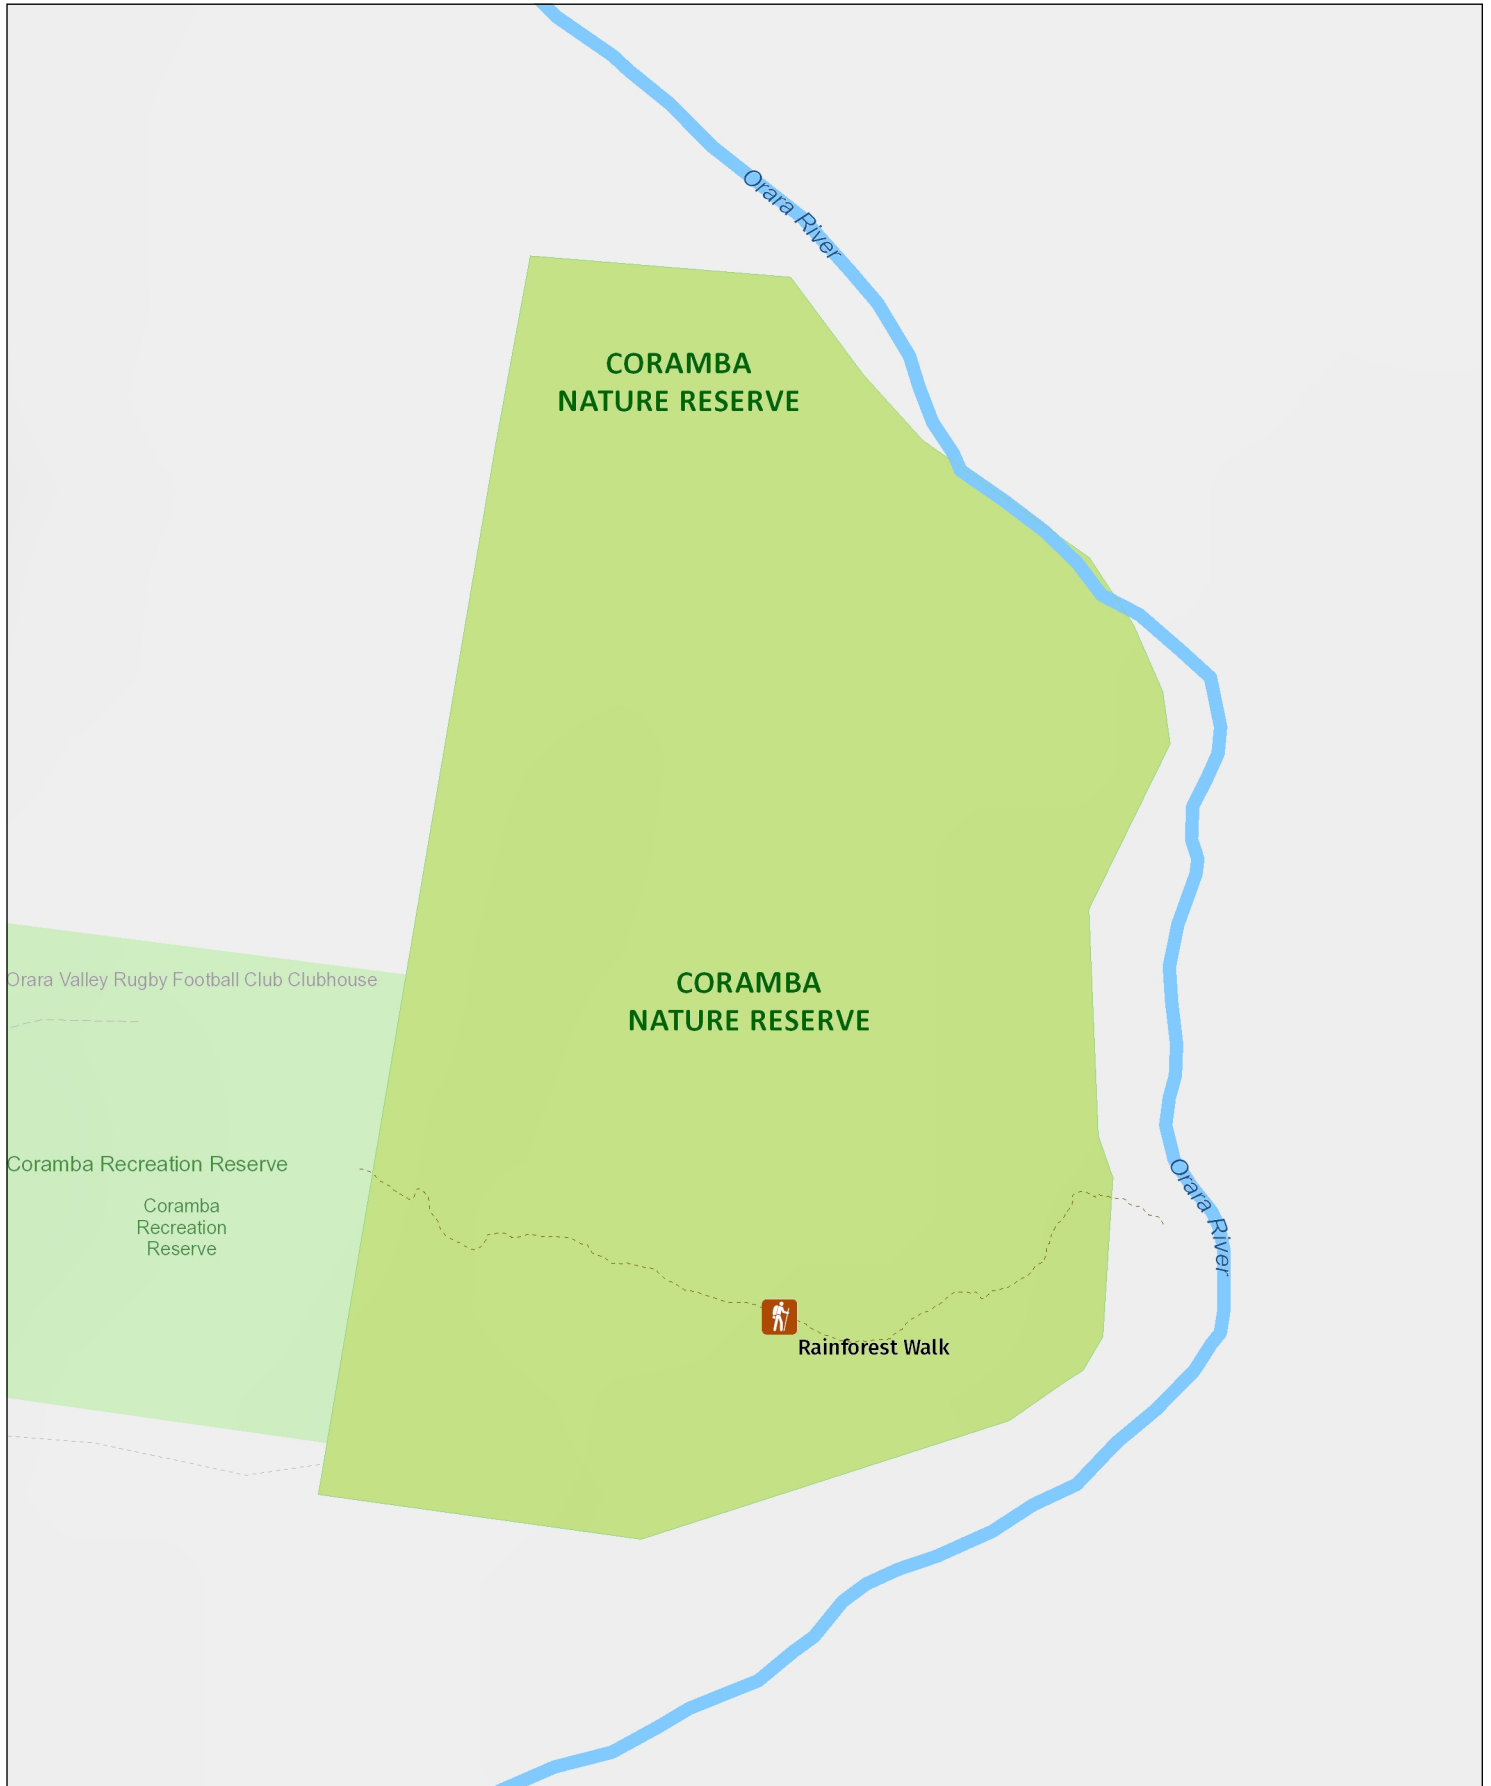 Orara River
CORAMBA
NATURE RESERVE
Orara Valley Rugby Football Club Clubhouse
CORAMBA
NATURE RESERVE
Coramba Recreation Reserve
Coramba
Recreation
Reserve
Orara River
Rainforest Walk